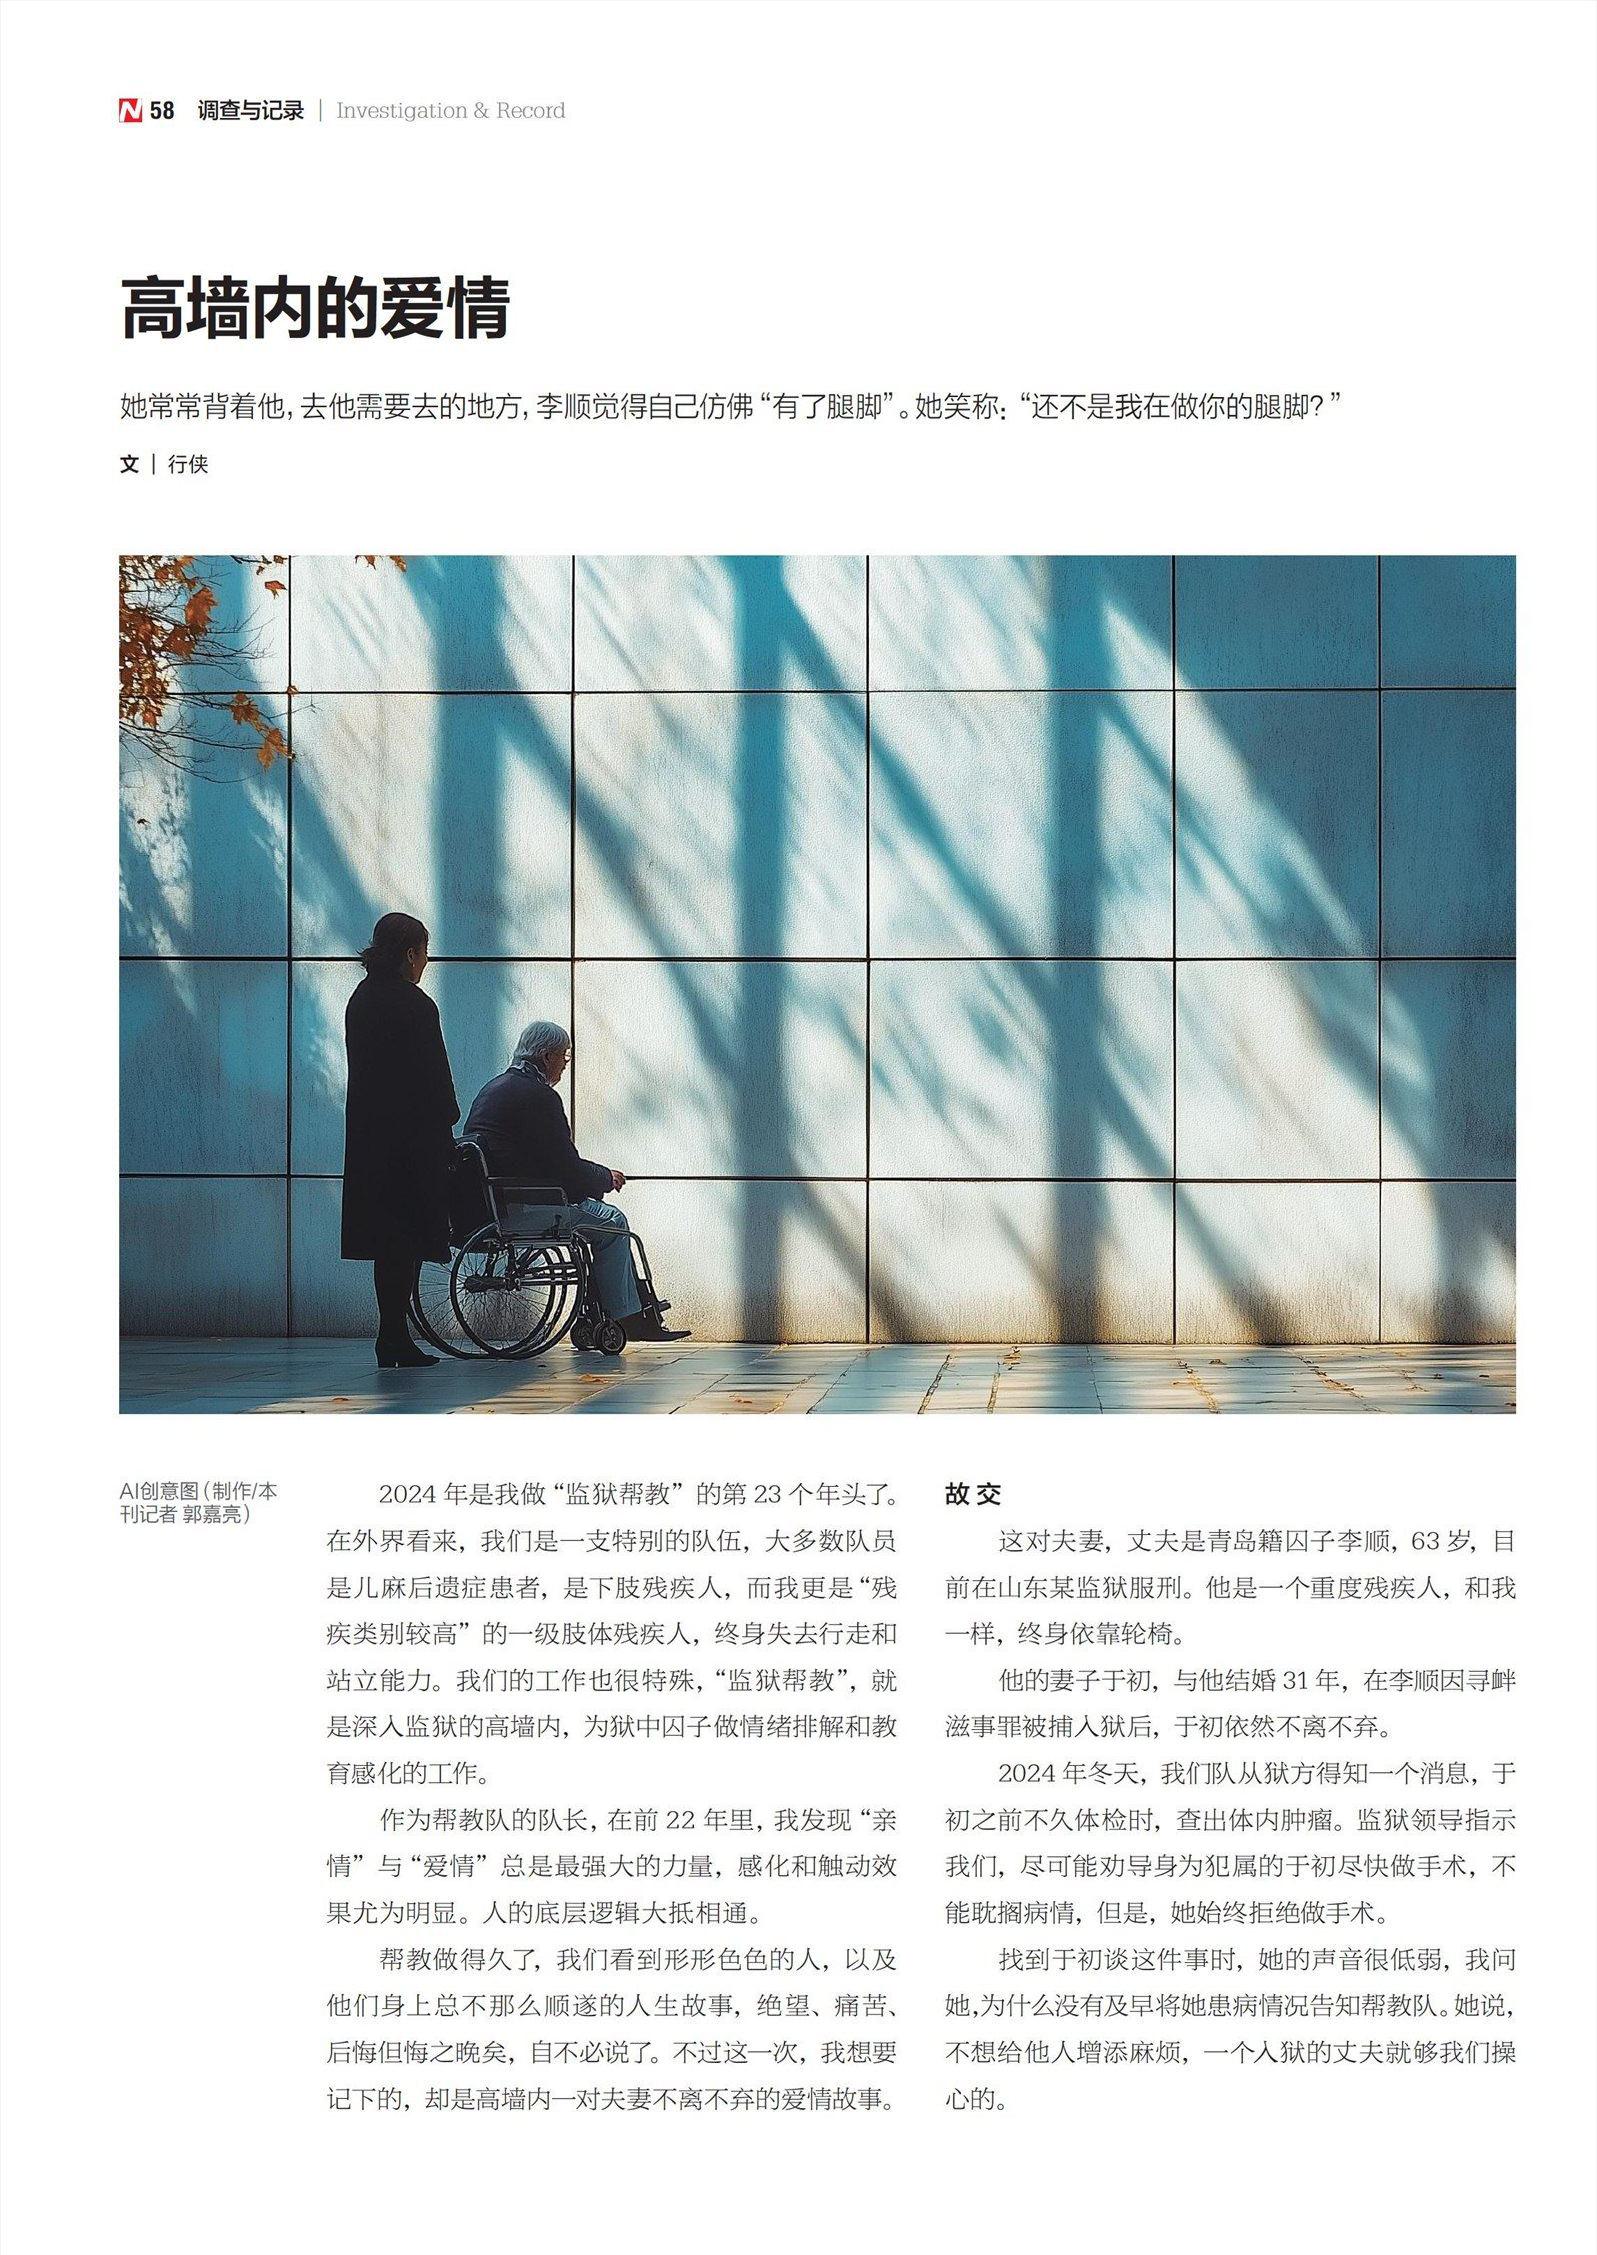 N 58 调查与记录 | Investigation & Record
高墙内的爱情
她常常背着他,去他需要去的地方,李顺觉得自己仿佛“有了腿脚”。她笑称:“还不是我在做你的腿脚?”
文 | 行侠
AI创意图(制作/本
刊记者 郭嘉亮)
2024 年是我做“监狱帮教”的第 23 个年头了。
在外界看来,我们是一支特别的队伍,大多数队员
是儿麻后遗症患者,是下肢残疾人,而我更是“残
疾类别较高”的一级肢体残疾人,终身失去行走和
站立能力。我们的工作也很特殊,“监狱帮教”,就
是深入监狱的高墙内,为狱中囚子做情绪排解和教
育感化的工作。
作为帮教队的队长,在前 22 年里,我发现“亲
情”与“爱情”总是最强大的力量,感化和触动效
果尤为明显。人的底层逻辑大抵相通。
帮教做得久了,我们看到形形色色的人,以及
他们身上总不那么顺遂的人生故事,绝望、痛苦、
后悔但悔之晚矣,自不必说了。不过这一次,我想要
记下的,却是高墙内一对夫妻不离不弃的爱情故事。
故交
这对夫妻,丈夫是青岛籍囚子李顺,63 岁,目
前在山东某监狱服刑。他是一个重度残疾人,和我
一样,终身依靠轮椅。
他的妻子于初,与他结婚 31 年,在李顺因寻衅
滋事罪被捕入狱后,于初依然不离不弃。
2024 年冬天,我们队从狱方得知一个消息,于
初之前不久体检时,查出体内肿瘤。监狱领导指示
我们,尽可能劝导身为犯属的于初尽快做手术,不
能耽搁病情,但是,她始终拒绝做手术。
找到于初谈这件事时,她的声音很低弱,我问
她,为什么没有及早将她患病情况告知帮教队。她说,
不想给他人增添麻烦,一个入狱的丈夫就够我们操
心的。